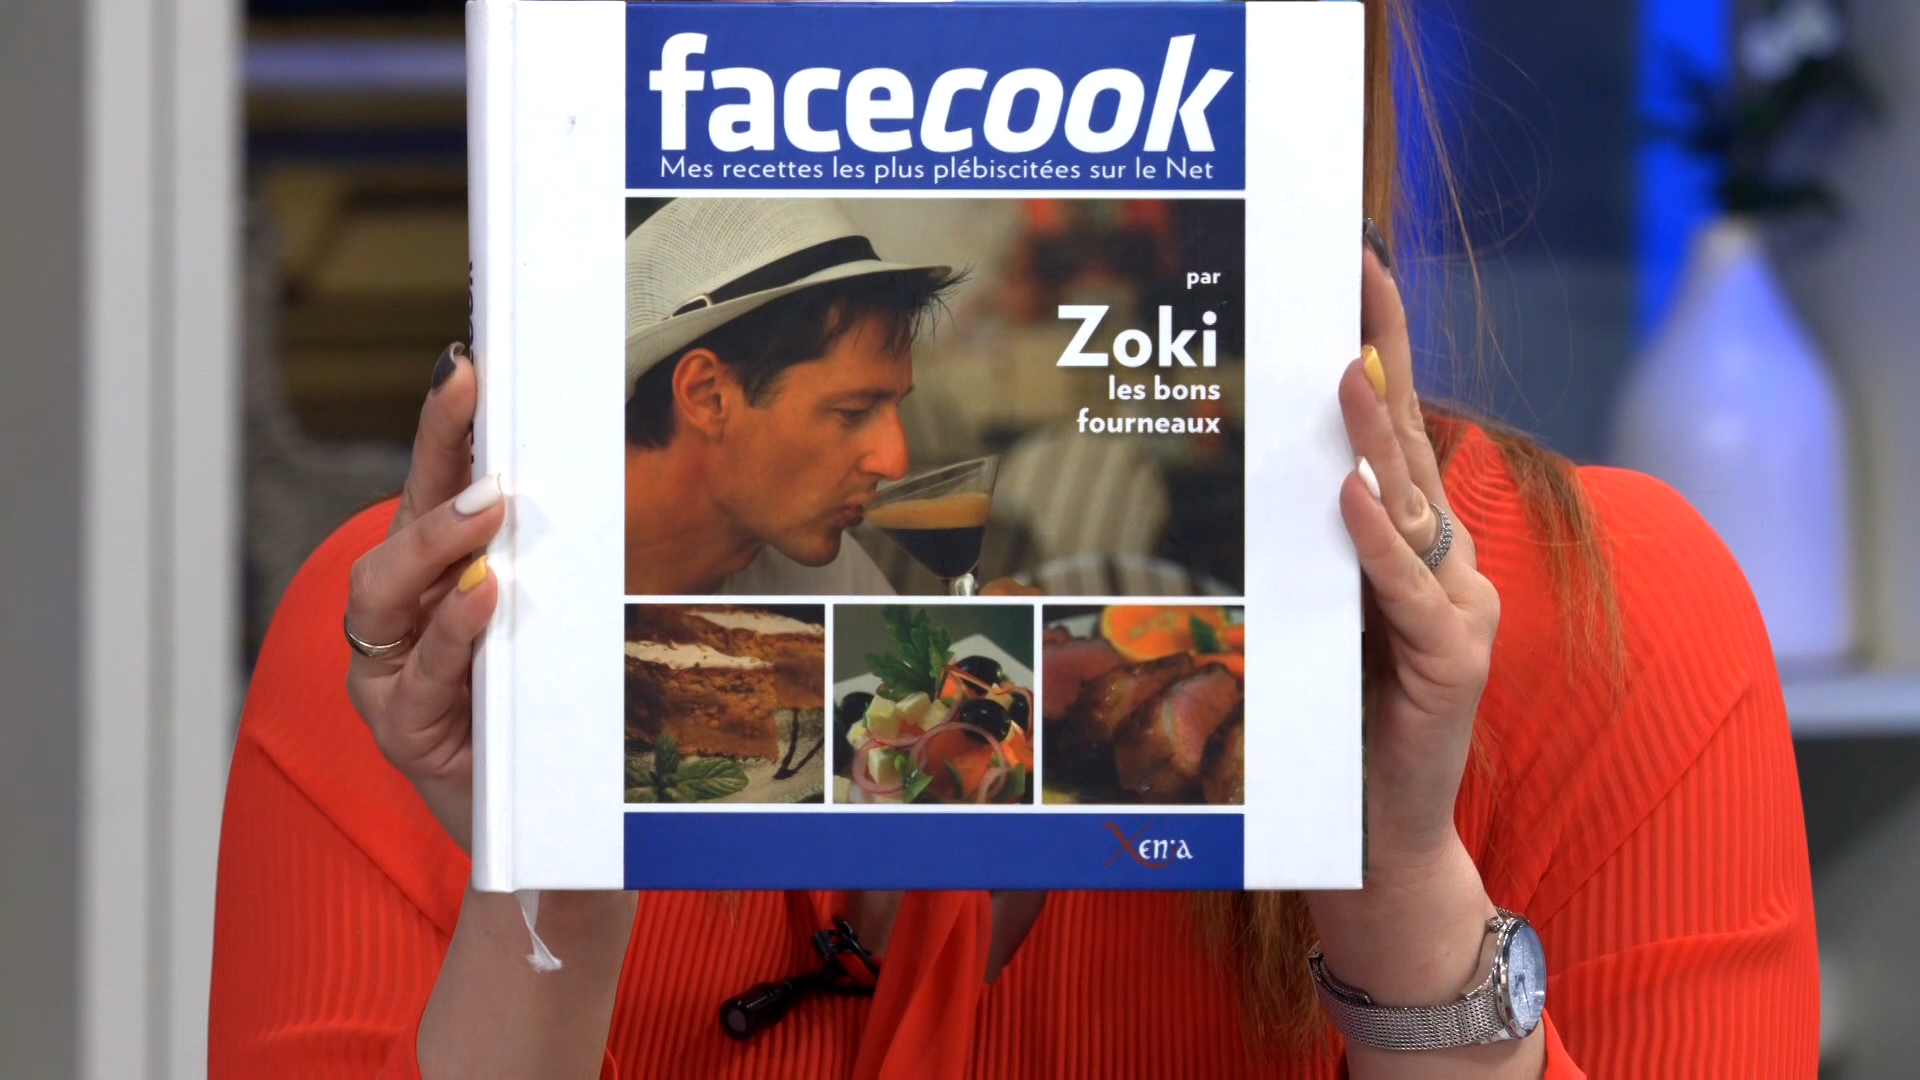 facecook
Mes recettes les plus plébiscitées sur le Net
par
Zoki
les bons
fourneaux
Xenia